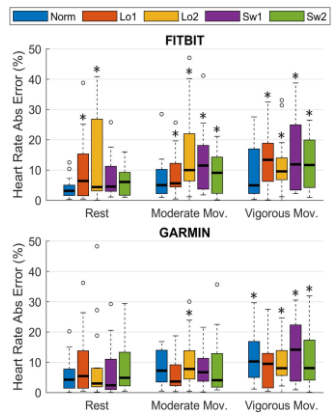 Norm Lo1 Lo2 Sw1 Sw2
FITBIT
Heart Rate Abs Error (%)
50
40
30
20
10
0
* * * * * * * * *
Rest Moderate Mov. Vigorous Mov.
GARMIN
Heart Rate Abs Error (%)
50
40
30
20
10
0
* * * * *
Rest Moderate Mov. Vigorous Mov.